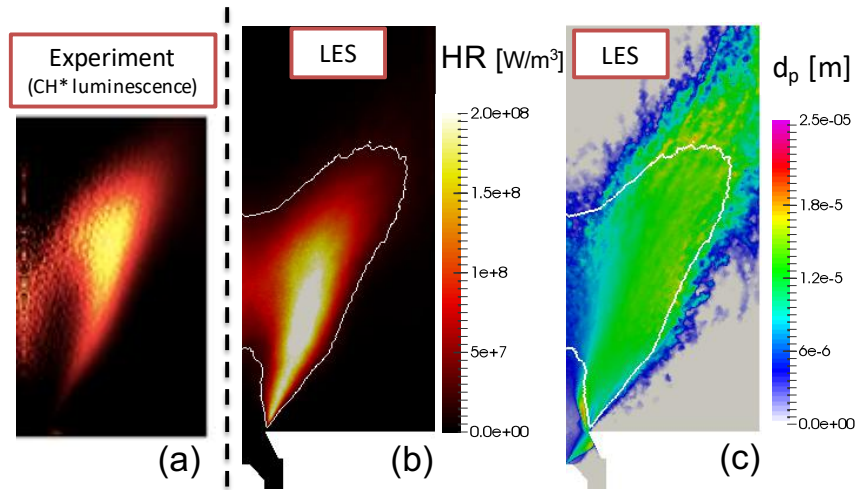 Experiment
(CH* luminescence)
LES
HR [W/m³]
2.0e+08
1.5e+8
1e+8
5e+7
0.0e+00
LES
dₚ [m]
2.5e-05
1.8e-5
1.2e-5
6e-6
0.0e+00
(a)
(b)
(c)